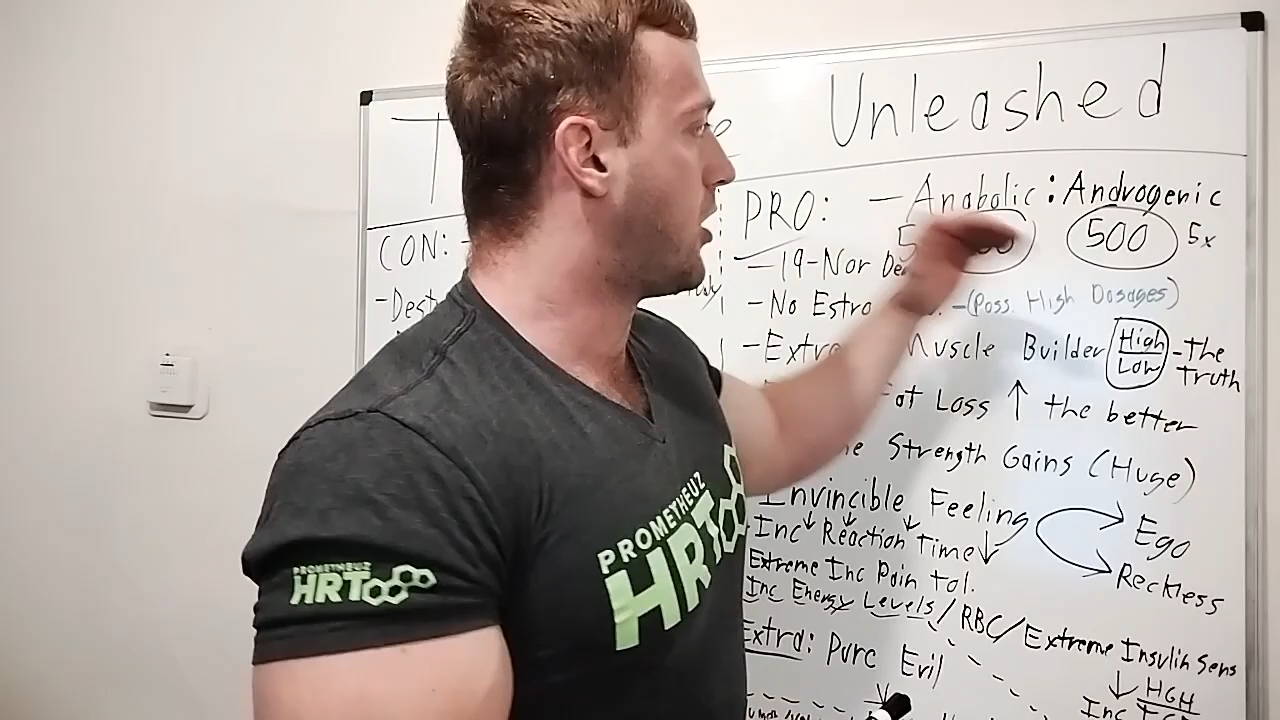 Unleashed
CON:
PRO: - Anabolic : Androgenic
500 5x
-19-Nor
-No Estro -(Poss. High Dosages)
Muscle Builder High Low - The Truth
Fat Loss ↑ the better
Strength Gains (Huge)
Invincible Feeling
Ego
Reckless
Inc Reaction Time ↓
Extreme Inc Pain tol.
Inc Energy Levels / RBC / Extreme Insulin Sens
Extra: Pure Evil
HGH
Inc
PROMETHEUZ
HRT
PROMETHEUZ
HRT